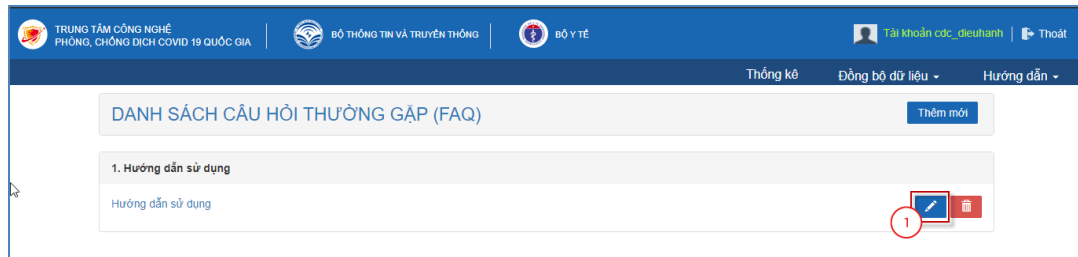 TRUNG TÂM CÔNG NGHỆ
PHÒNG, CHỐNG DỊCH COVID 19 QUỐC GIA
BỘ THÔNG TIN VÀ TRUYỀN THÔNG
BỘ Y TẾ
Tài khoản cdc_dieuhanh | Thoát
Thống kê Đồng bộ dữ liệu Hướng dẫn
DANH SÁCH CÂU HỎI THƯỜNG GẶP (FAQ) Thêm mới
1. Hướng dẫn sử dụng
Hướng dẫn sử dụng
1